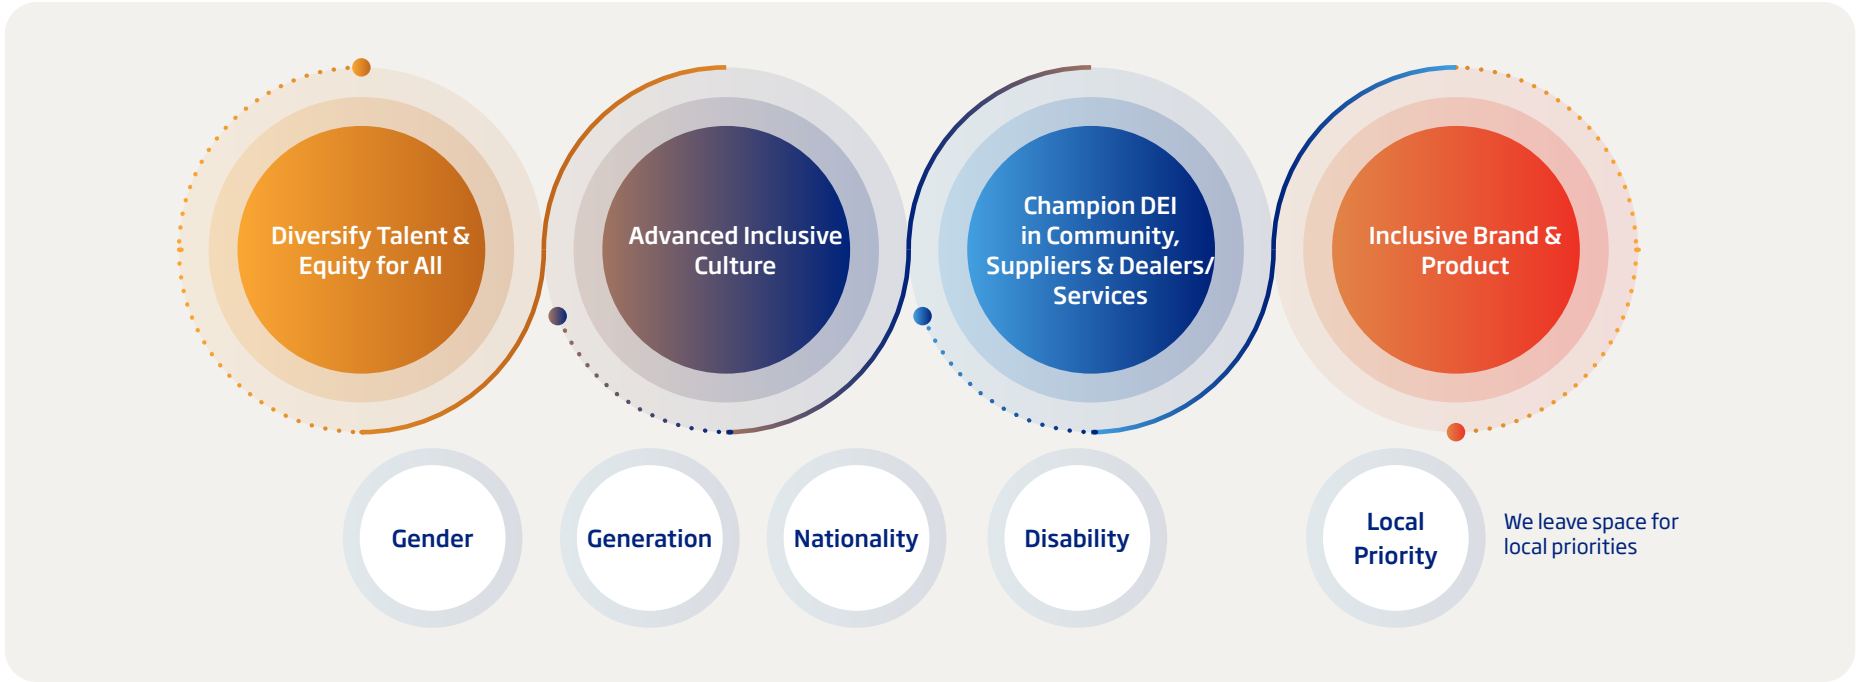 Diversify Talent &
Equity for All
Advanced Inclusive
Culture
Champion DEI
in Community,
Suppliers & Dealers/
Services
Inclusive Brand &
Product
Gender
Generation
Nationality
Disability
Local
Priority
We leave space for
local priorities